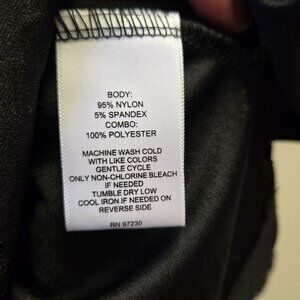 BODY:
95% NYLON
5% SPANDEX
COMBO:
100% POLYESTER
MACHINE WASH COLD
WITH LIKE COLORS
GENTLE CYCLE
ONLY NON-CHLORINE BLEACH
IF NEEDED
TUMBLE DRY LOW
COOL IRON IF NEEDED ON
REVERSE SIDE
RN 97230